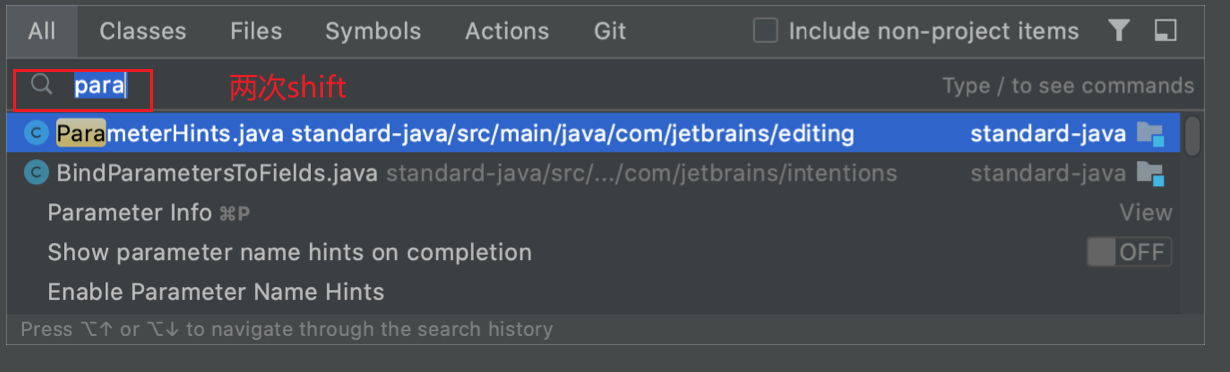 All Classes Files Symbols Actions Git Include non-project items
para 两次shift Type / to see commands
C ParameterHints.java standard-java/src/main/java/com/jetbrains/editing standard-java
C BindParametersToFields.java standard-java/src/.../com/jetbrains/intentions standard-java
Parameter Info ⌘P View
Show parameter name hints on completion OFF
Enable Parameter Name Hints
Press ⌥↑ or ⌥↓ to navigate through the search history